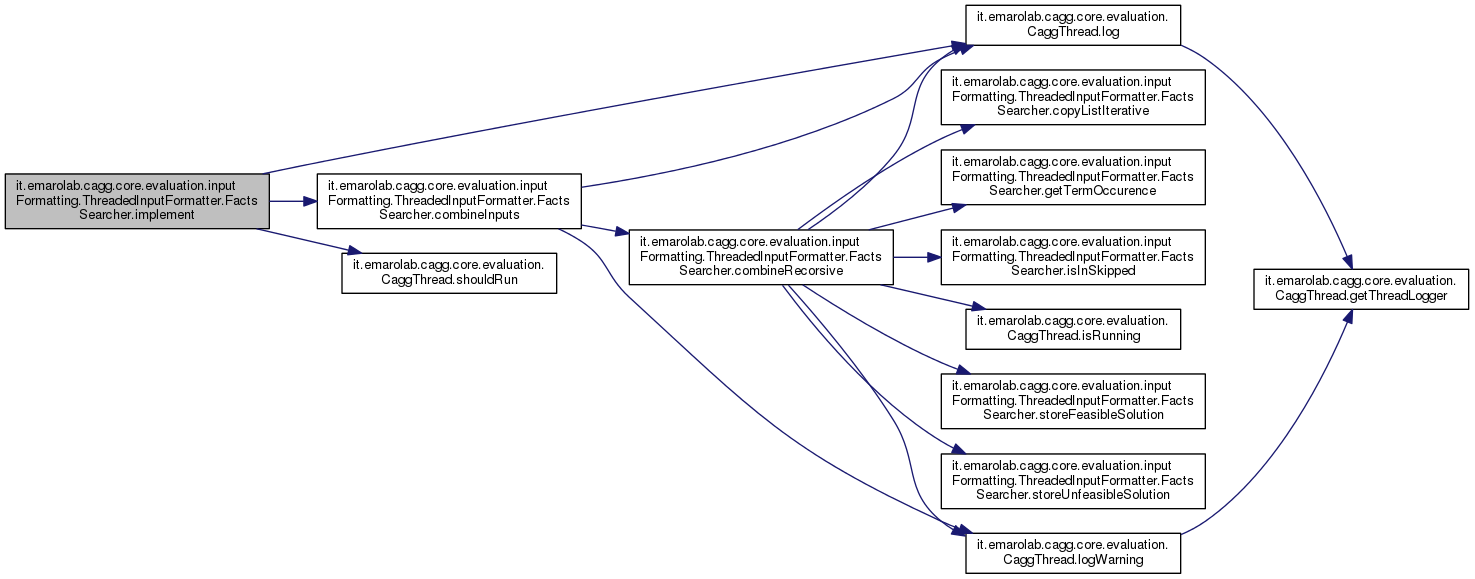 it.emarolab.cagg.core.evaluation.input
Formatting.ThreadedInputFormatter.Facts
Searcher.implement
it.emarolab.cagg.core.evaluation.input
Formatting.ThreadedInputFormatter.Facts
Searcher.combineInputs
it.emarolab.cagg.core.evaluation.
CaggThread.shouldRun
it.emarolab.cagg.core.evaluation.input
Formatting.ThreadedInputFormatter.Facts
Searcher.combineRecorsive
it.emarolab.cagg.core.evaluation.
CaggThread.log
it.emarolab.cagg.core.evaluation.input
Formatting.ThreadedInputFormatter.Facts
Searcher.copyListIterative
it.emarolab.cagg.core.evaluation.input
Formatting.ThreadedInputFormatter.Facts
Searcher.getTermOccurence
it.emarolab.cagg.core.evaluation.input
Formatting.ThreadedInputFormatter.Facts
Searcher.isInSkipped
it.emarolab.cagg.core.evaluation.
CaggThread.isRunning
it.emarolab.cagg.core.evaluation.input
Formatting.ThreadedInputFormatter.Facts
Searcher.storeFeasibleSolution
it.emarolab.cagg.core.evaluation.input
Formatting.ThreadedInputFormatter.Facts
Searcher.storeUnfeasibleSolution
it.emarolab.cagg.core.evaluation.
CaggThread.logWarning
it.emarolab.cagg.core.evaluation.
CaggThread.getThreadLogger